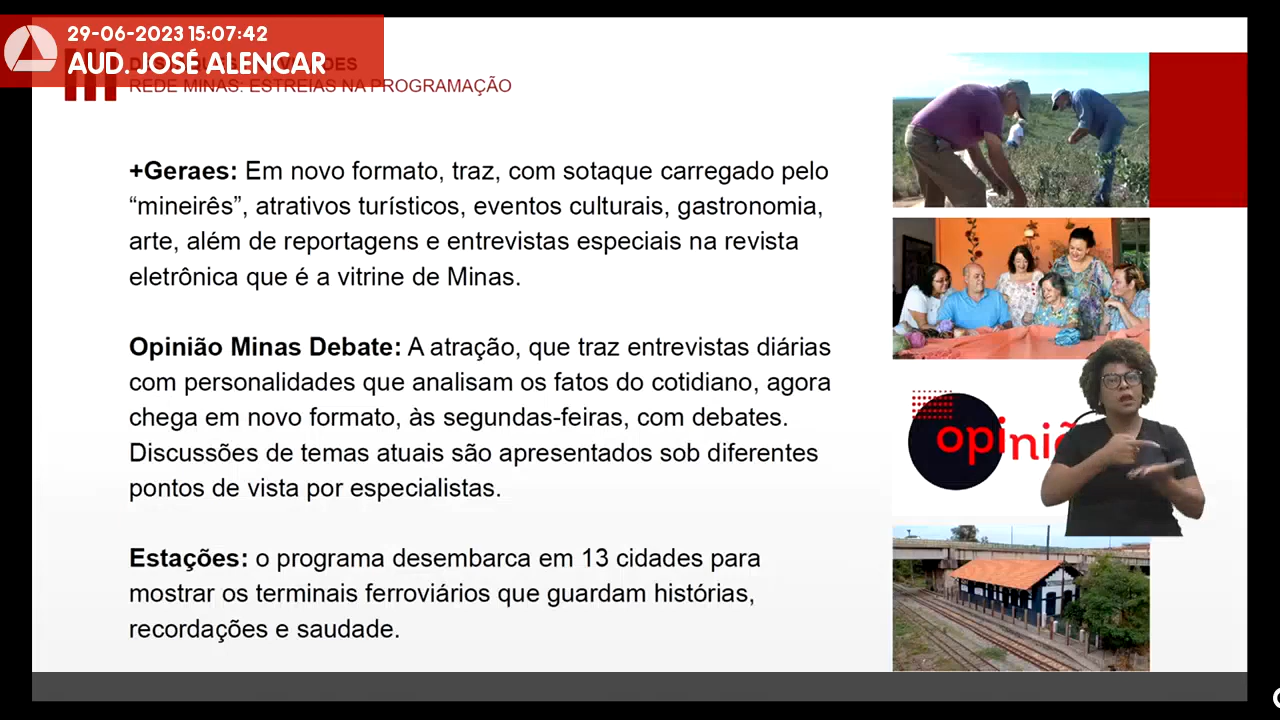 29-06-2023 15:07:42
AUD. JOSÉ ALENCAR
REDE MINAS: ESTREIAS NA PROGRAMAÇÃO
+Geraes: Em novo formato, traz, com sotaque carregado pelo
“mineirês”, atrativos turísticos, eventos culturais, gastronomia,
arte, além de reportagens e entrevistas especiais na revista
eletrônica que é a vitrine de Minas.
Opinião Minas Debate: A atração, que traz entrevistas diárias
com personalidades que analisam os fatos do cotidiano, agora
chega em novo formato, às segundas-feiras, com debates.
Discussões de temas atuais são apresentados sob diferentes
pontos de vista por especialistas.
opiniã
Estações: o programa desembarca em 13 cidades para
mostrar os terminais ferroviários que guardam histórias,
recordações e saudade.